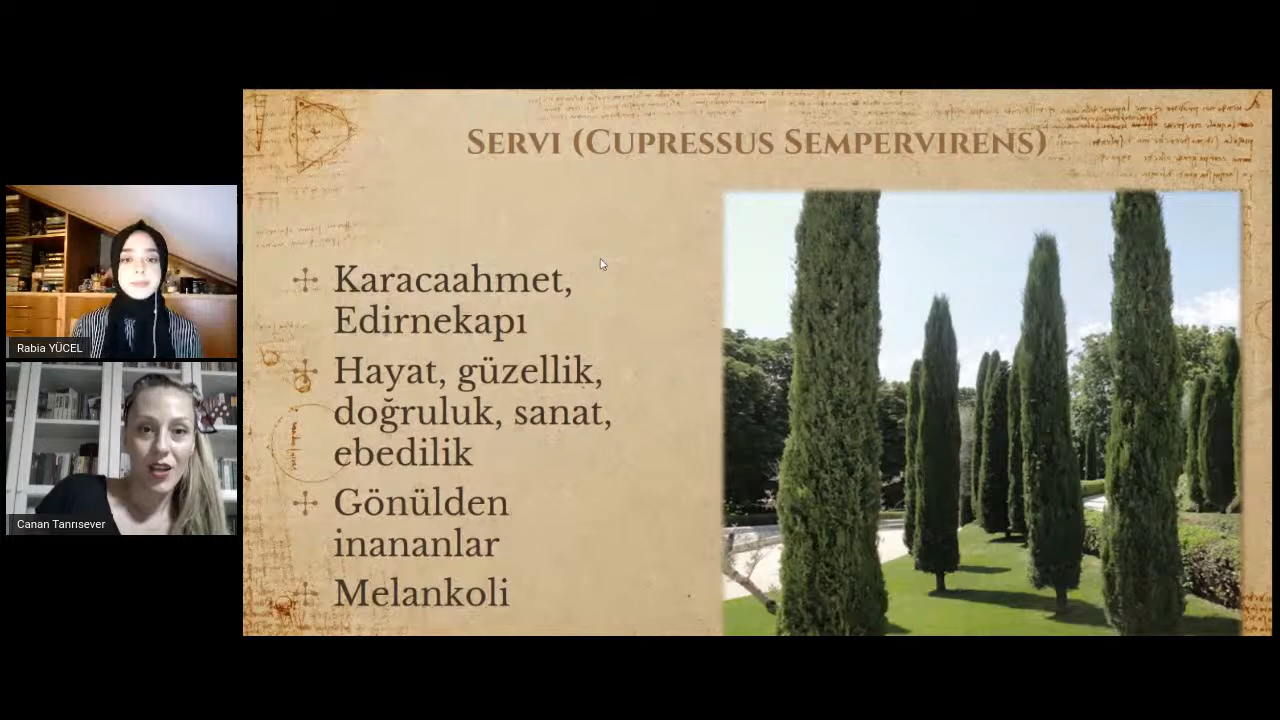 SERVI (CUPRESSUS SEMPERVIRENS)
Karacaahmet,
Edirnekapı
Hayat, güzellik,
doğruluk, sanat,
ebedilik
Gönülden
inananlar
Melankoli
Rabia YÜCEL
Canan Tanrısever